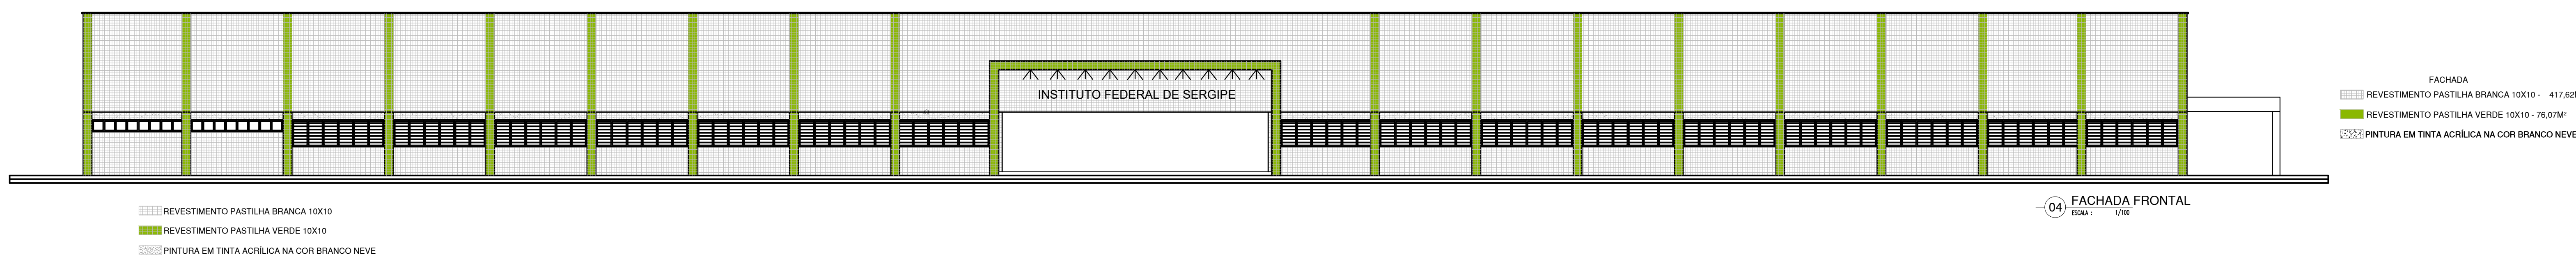 INSTITUTO FEDERAL DE SERGIPE
FACHADA
REVESTIMENTO PASTILHA BRANCA 10X10 - 417,62
REVESTIMENTO PASTILHA VERDE 10X10 - 76,07M²
PINTURA EM TINTA ACRÍLICA NA COR BRANCO NEVE
04 FACHADA FRONTAL
ESCALA : 1/100
REVESTIMENTO PASTILHA BRANCA 10X10
REVESTIMENTO PASTILHA VERDE 10X10
PINTURA EM TINTA ACRÍLICA NA COR BRANCO NEVE